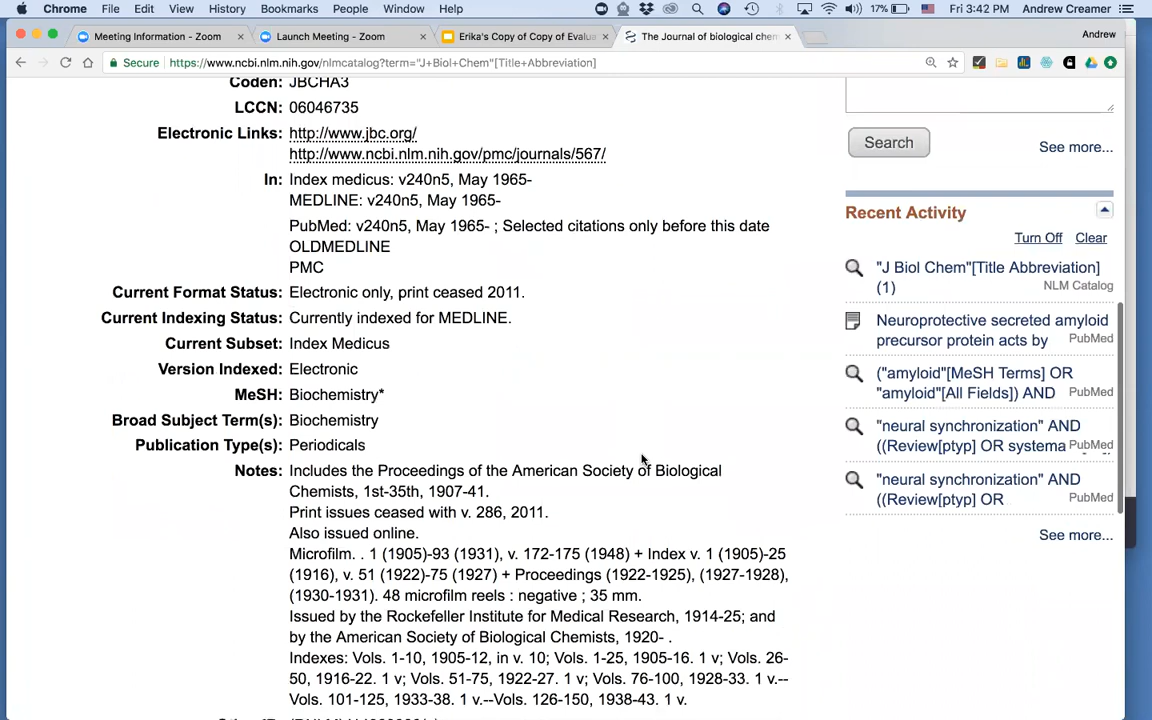 Chrome File Edit View History Bookmarks People Window Help 17% Fri 3:42 PM Andrew Creamer
Meeting Information - Zoom × Launch Meeting - Zoom × Erika's Copy of Copy of Evalua × The Journal of biological chem × Andrew
Secure https://www.ncbi.nlm.nih.gov/nlmcatalog?term="J+Biol+Chem"[Title+Abbreviation]
Coden: JBCHA3
LCCN: 06046735
Electronic Links: http://www.jbc.org/
http://www.ncbi.nlm.nih.gov/pmc/journals/567/
In: Index medicus: v240n5, May 1965-
MEDLINE: v240n5, May 1965-
PubMed: v240n5, May 1965- ; Selected citations only before this date
OLDMEDLINE
PMC
Current Format Status: Electronic only, print ceased 2011.
Current Indexing Status: Currently indexed for MEDLINE.
Current Subset: Index Medicus
Version Indexed: Electronic
MeSH: Biochemistry*
Broad Subject Term(s): Biochemistry
Publication Type(s): Periodicals
Notes: Includes the Proceedings of the American Society of Biological
Chemists, 1st-35th, 1907-41.
Print issues ceased with v. 286, 2011.
Also issued online.
Microfilm. . 1 (1905)-93 (1931), v. 172-175 (1948) + Index v. 1 (1905)-25
(1916), v. 51 (1922)-75 (1927) + Proceedings (1922-1925), (1927-1928),
(1930-1931). 48 microfilm reels : negative ; 35 mm.
Issued by the Rockefeller Institute for Medical Research, 1914-25; and
by the American Society of Biological Chemists, 1920- .
Indexes: Vols. 1-10, 1905-12, in v. 10; Vols. 1-25, 1905-16. 1 v; Vols. 26-
50, 1916-22. 1 v; Vols. 51-75, 1922-27. 1 v; Vols. 76-100, 1928-33. 1 v.--
Vols. 101-125, 1933-38. 1 v.--Vols. 126-150, 1938-43. 1 v.
Search
See more...
Recent Activity
Turn Off Clear
"J Biol Chem"[Title Abbreviation]
(1) NLM Catalog
Neuroprotective secreted amyloid
precursor protein acts by PubMed
("amyloid"[MeSH Terms] OR
"amyloid"[All Fields]) AND PubMed
"neural synchronization" AND
((Review[ptyp] OR systema PubMed
"neural synchronization" AND
((Review[ptyp] OR PubMed
See more...